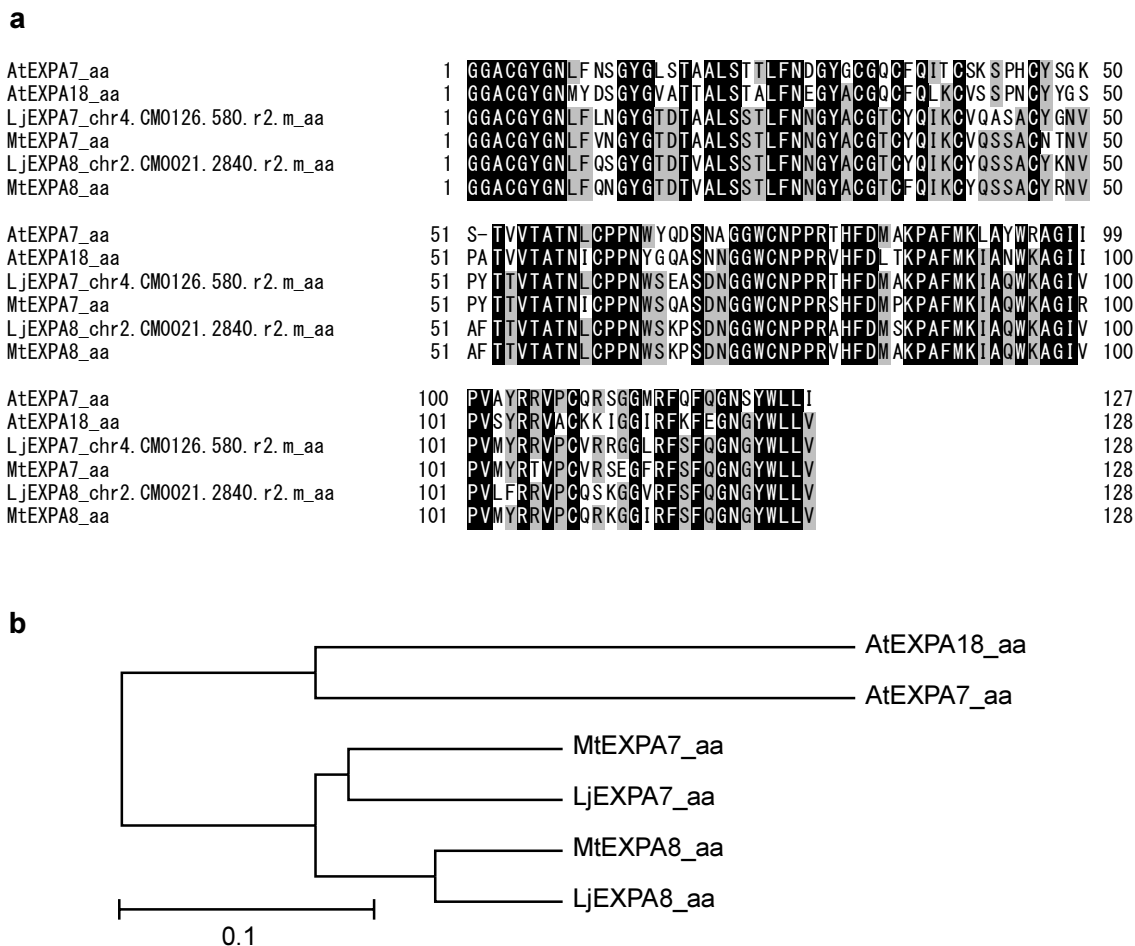 a
AtEXPA7_aa 1 GGACGYGNLFNSGYGLSTAALSTTLFNDGYGCGQCFQITCSKSPHCYSGK 50
AtEXPA18_aa 1 GGACGYGNMYDSGYGVATTALSTALFNEGYACGQCFQLKCVSSPNCYYGS 50
LjEXPA7_chr4.CM0126.580.r2.m_aa 1 GGACGYGNLFLNGYGTDTAALSSTLFNNGYACGTCYQIKCVQASACYGNV 50
MtEXPA7_aa 1 GGACGYGNLFVNGYGTDTAALSSTLFNNGYACGTCYQIKCVQSSACNTNV 50
LjEXPA8_chr2.CM0021.2840.r2.m_aa 1 GGACGYGNLFQSGYGTDTVALSSTLFNNGYACGTCYQIKCVQSSACYKNV 50
MtEXPA8_aa 1 GGACGYGNLFQNGYGTDTVALSSTLFNNGYACGTCFQIKCYQSSACYRNV 50
AtEXPA7_aa 51 S-TVVTATNLCPPNWYQDSNAGGWCNPPRTHFDMAKPAFMKLAYWRAGII 99
AtEXPA18_aa 51 PATVVTATNICPPNYGQASNNGGWCNPPRVHFDLTKPAFMKIANWKAGII 100
LjEXPA7_chr4.CM0126.580.r2.m_aa 51 PYTTVTATNLCPPNWSEASDNGGWCNPPRTHFDMAKPAFMKIAQWKAGIV 100
MtEXPA7_aa 51 PYTTVTATNICPPNWSQASDNGGWCNPPRSHFDMPKPAFMKIAQWKAGIR 100
LjEXPA8_chr2.CM0021.2840.r2.m_aa 51 AFTTVTATNLCPPNWSKPSDNGGWCNPPRAHFDMSKPAFMKIAQWKAGIV 100
MtEXPA8_aa 51 AFTTVTATNLCPPNWSKPSDNGGWCNPPRVHFDMAKPAFMKIAQWKAGIV 100
AtEXPA7_aa 100 PVAYRRVPCQRSGGMRFQFQGNSYWLLI 127
AtEXPA18_aa 101 PVSYRRVACKKIGGIRFKFEGNGYWLLV 128
LjEXPA7_chr4.CM0126.580.r2.m_aa 101 PVMYRRVPCVRRGGLRFSFQGNGYWLLV 128
MtEXPA7_aa 101 PVMYRTVPCVRSEGFRFSFQGNGYWLLV 128
LjEXPA8_chr2.CM0021.2840.r2.m_aa 101 PVLFRRVPCQSKGGVRFSFQGNGYWLLV 128
MtEXPA8_aa 101 PVMYRRVPCQRKGGIRFSFQGNGYWLLV 128
b
AtEXPA18_aa
AtEXPA7_aa
MtEXPA7_aa
LjEXPA7_aa
MtEXPA8_aa
LjEXPA8_aa
0.1